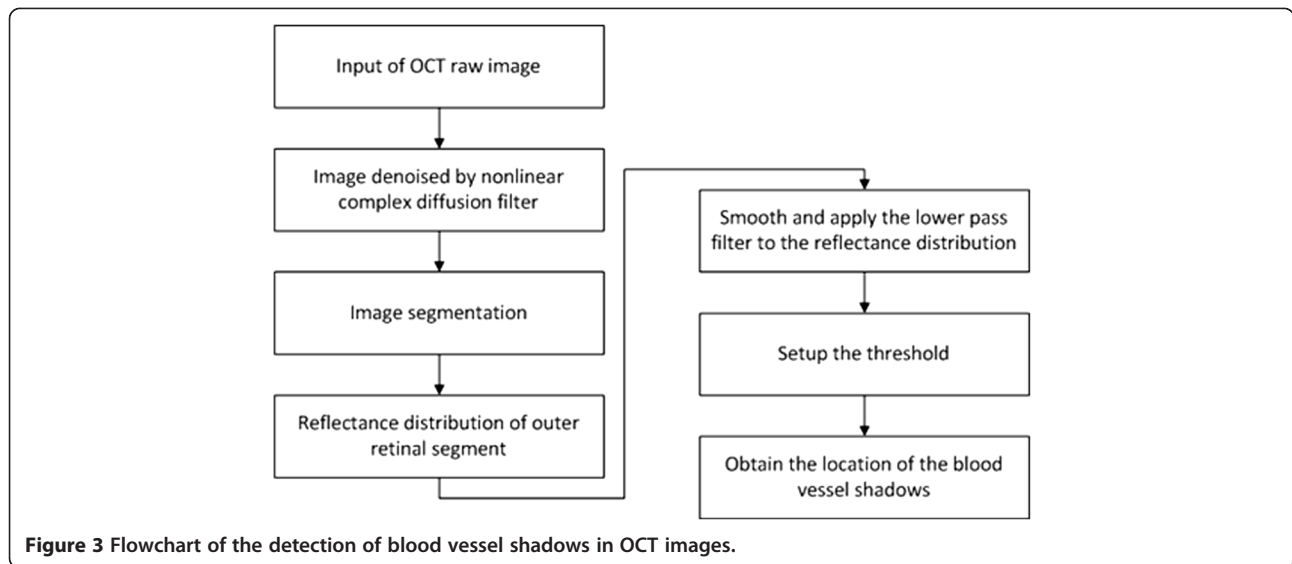 Input of OCT raw image
Image denoised by nonlinear
complex diffusion filter
Image segmentation
Reflectance distribution of outer
retinal segment
Smooth and apply the lower pass
filter to the reflectance distribution
Setup the threshold
Obtain the location of the blood
vessel shadows
Figure 3 Flowchart of the detection of blood vessel shadows in OCT images.